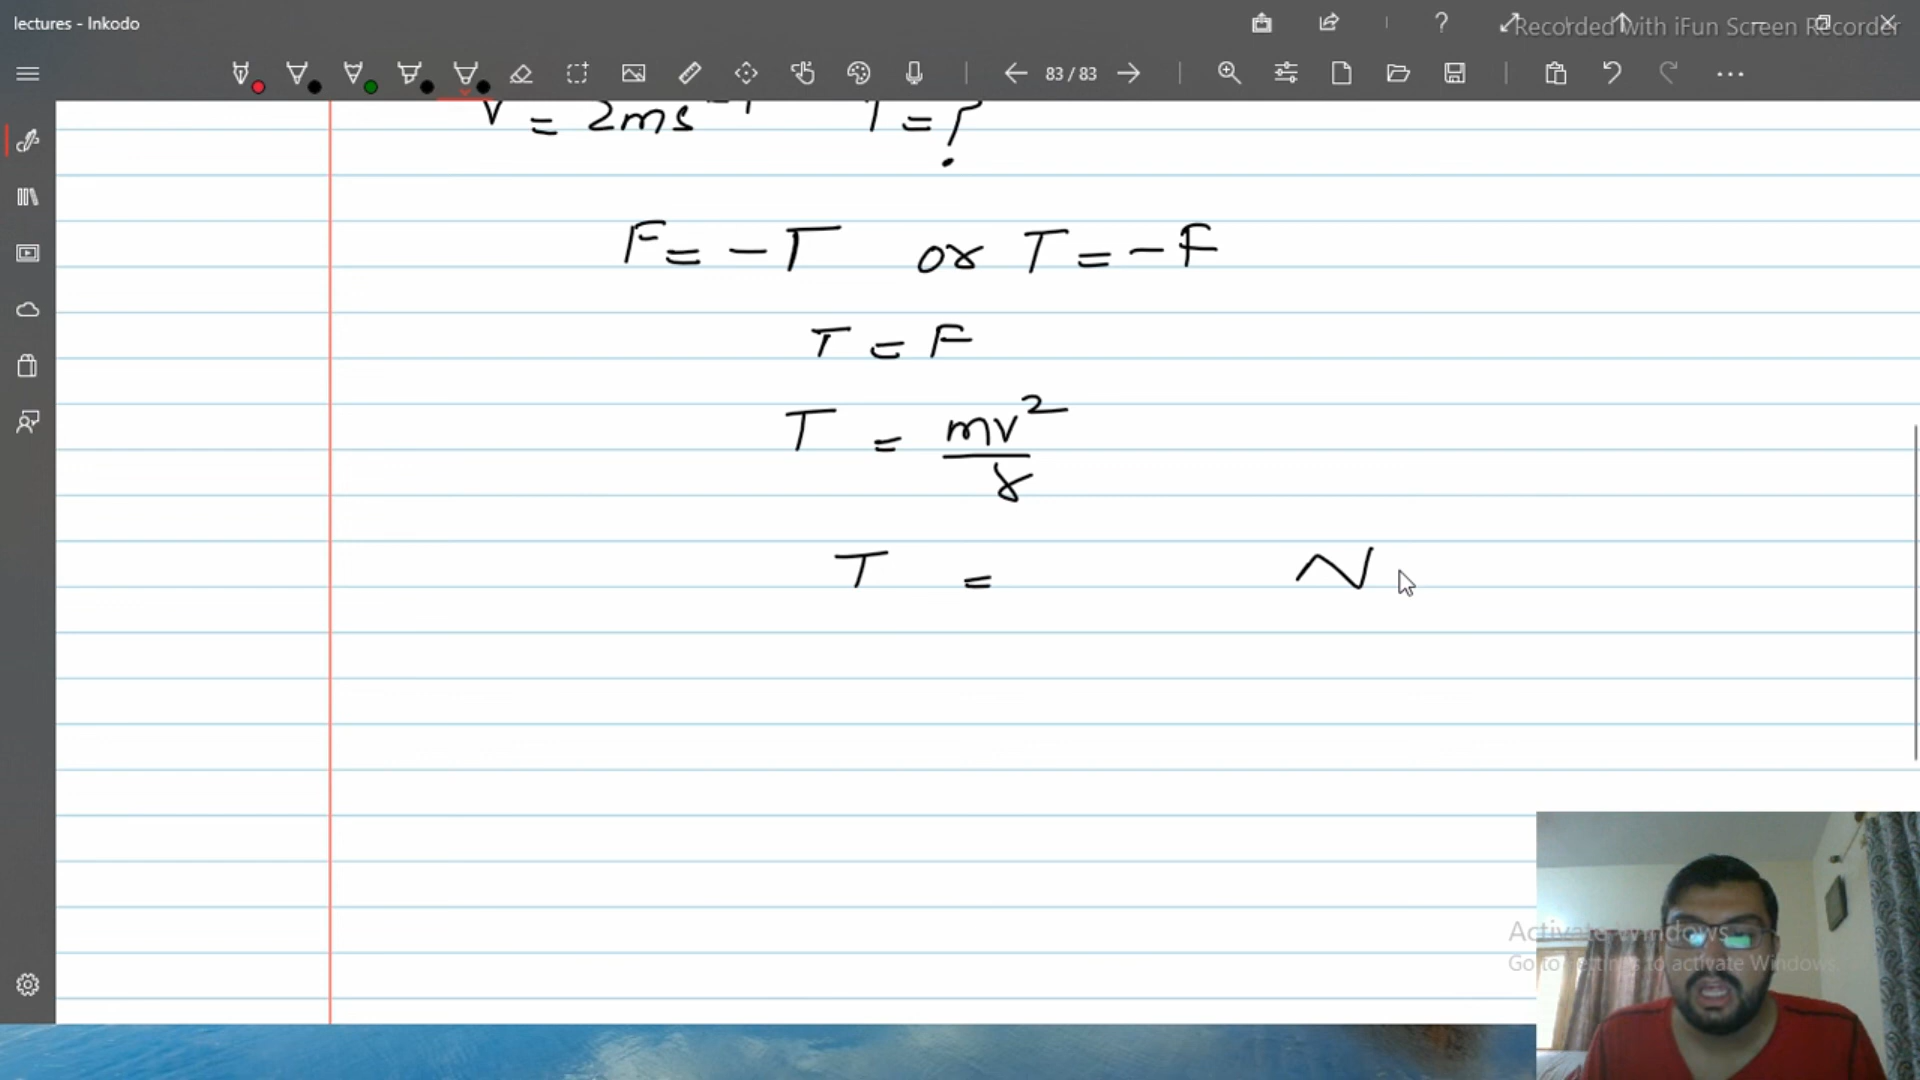 lectures - Inkodo
Recorded with iFun Screen Recorder
83 / 83
V = 2ms⁻¹ T = ?
F = -T or T = -F
T = F
T = mv²/r
T = N
Activate Windows
Go to Settings to activate Windows.